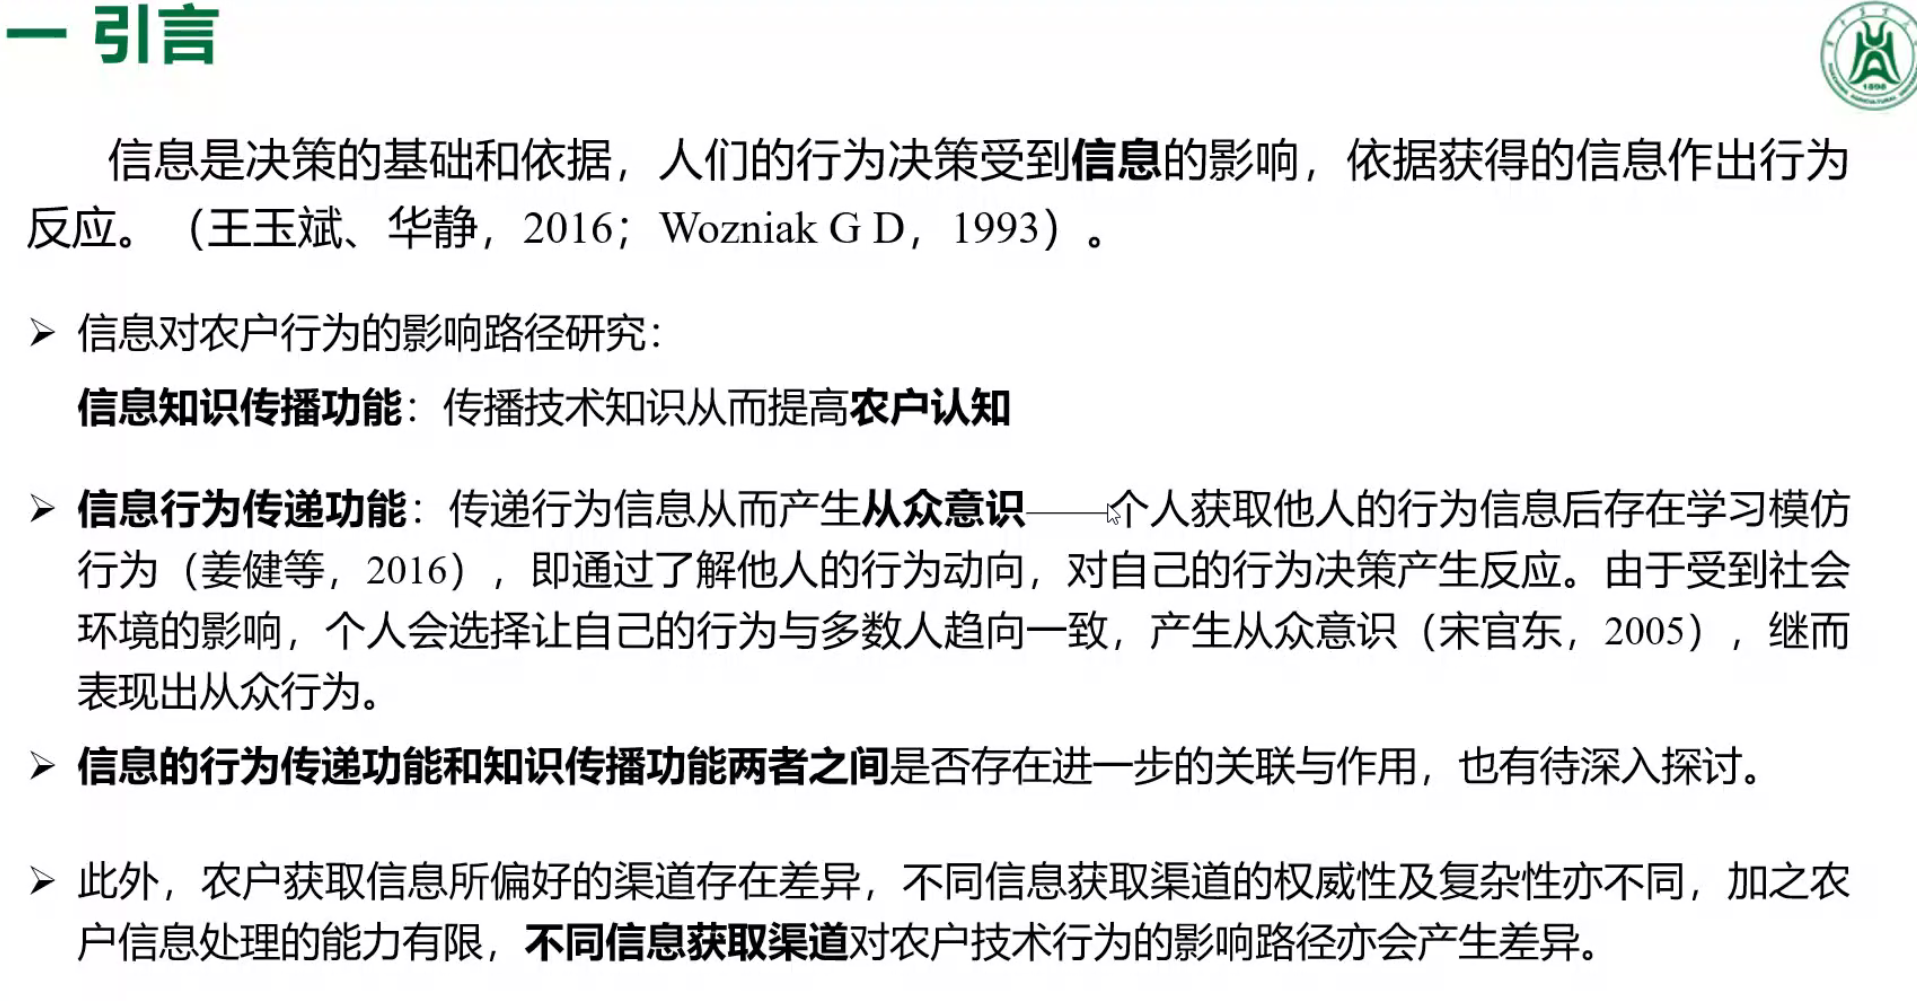 一 引言
1898
信息是决策的基础和依据，人们的行为决策受到信息的影响，依据获得的信息作出行为
反应。（王玉斌、华静，2016；Wozniak G D，1993）。
➢ 信息对农户行为的影响路径研究：
信息知识传播功能：传播技术知识从而提高农户认知
➢ 信息行为传递功能：传递行为信息从而产生从众意识——个人获取他人的行为信息后存在学习模仿
行为（姜健等，2016），即通过了解他人的行为动向，对自己的行为决策产生反应。由于受到社会
环境的影响，个人会选择让自己的行为与多数人趋向一致，产生从众意识（宋官东，2005），继而
表现出从众行为。
➢ 信息的行为传递功能和知识传播功能两者之间是否存在进一步的关联与作用，也有待深入探讨。
➢ 此外，农户获取信息所偏好的渠道存在差异，不同信息获取渠道的权威性及复杂性亦不同，加之农
户信息处理的能力有限，不同信息获取渠道对农户技术行为的影响路径亦会产生差异。